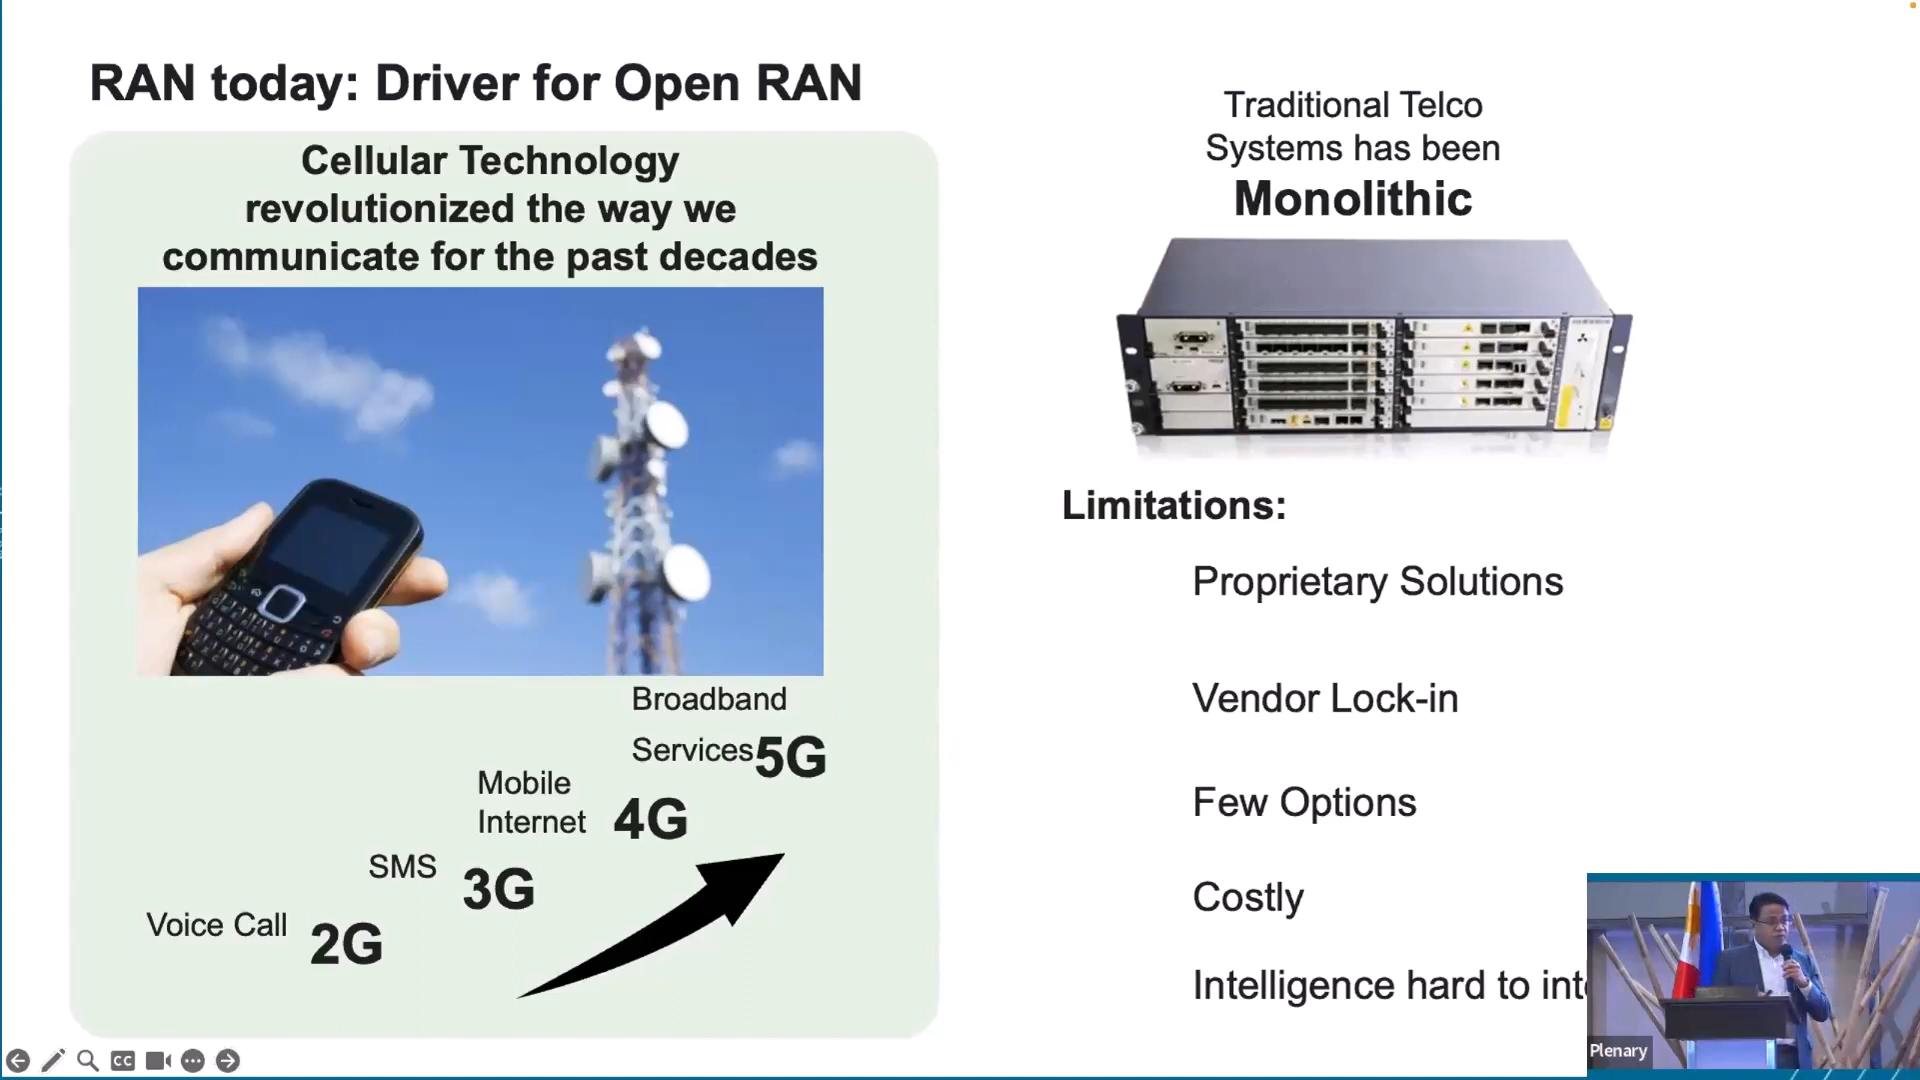 RAN today: Driver for Open RAN
Cellular Technology
revolutionized the way we
communicate for the past decades
Broadband
Services
5G
Mobile
Internet
4G
SMS
3G
Voice Call
2G
Traditional Telco
Systems has been
Monolithic
Limitations:
Proprietary Solutions
Vendor Lock-in
Few Options
Costly
Intelligence hard to
CC
Plenary